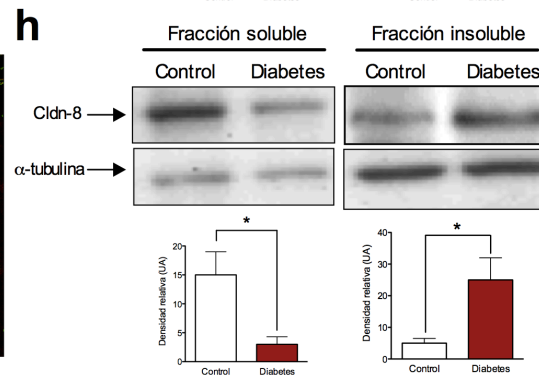 h
Fracción soluble
Fracción insoluble
Control
Diabetes
Control
Diabetes
Cldn-8
α-tubulina
*
Densidad relativa (UA)
20
15
10
5
0
Control
Diabetes
*
Densidad relativa (UA)
40
30
20
10
0
Control
Diabetes